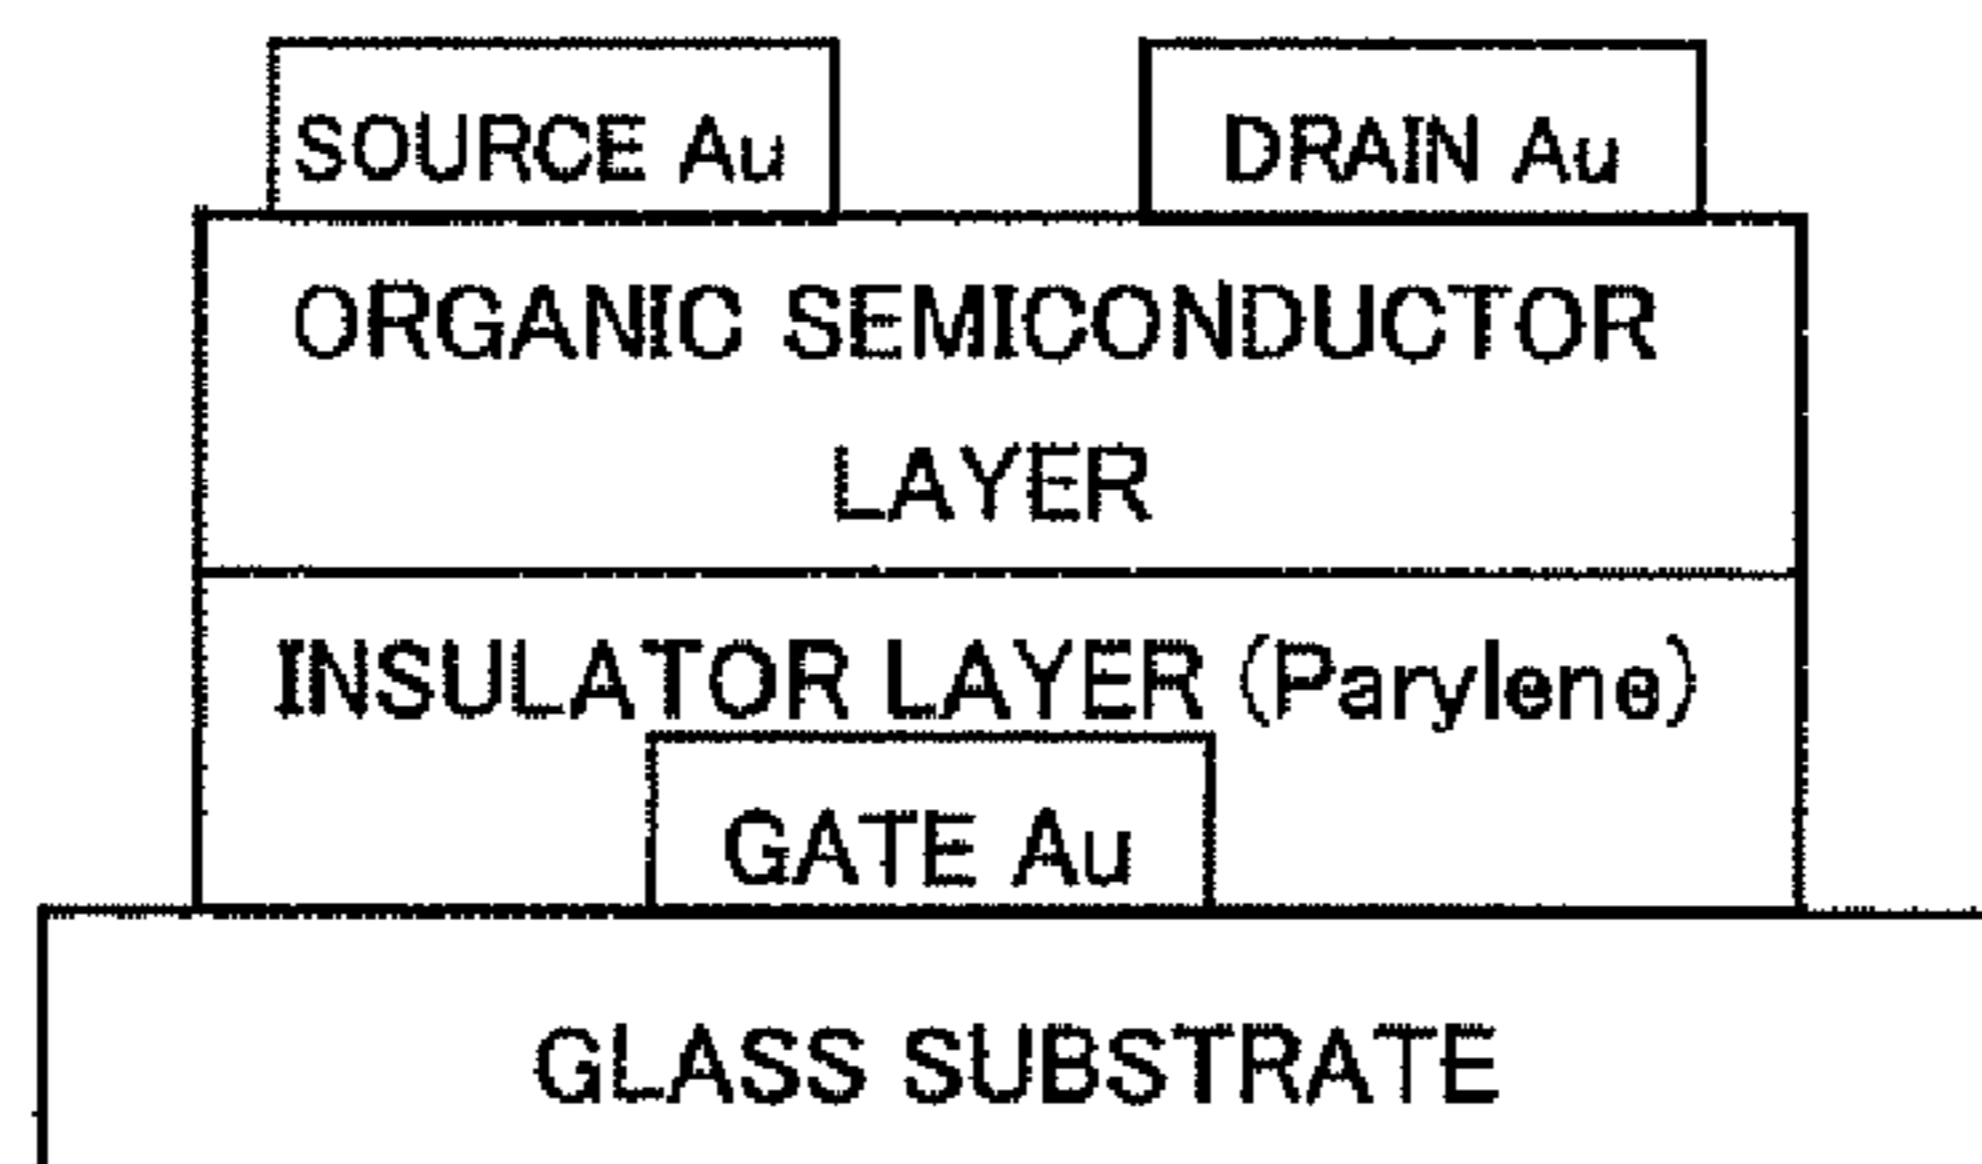 SOURCE Au
DRAIN Au
ORGANIC SEMICONDUCTOR
LAYER
INSULATOR LAYER (Parylene)
GATE Au
GLASS SUBSTRATE